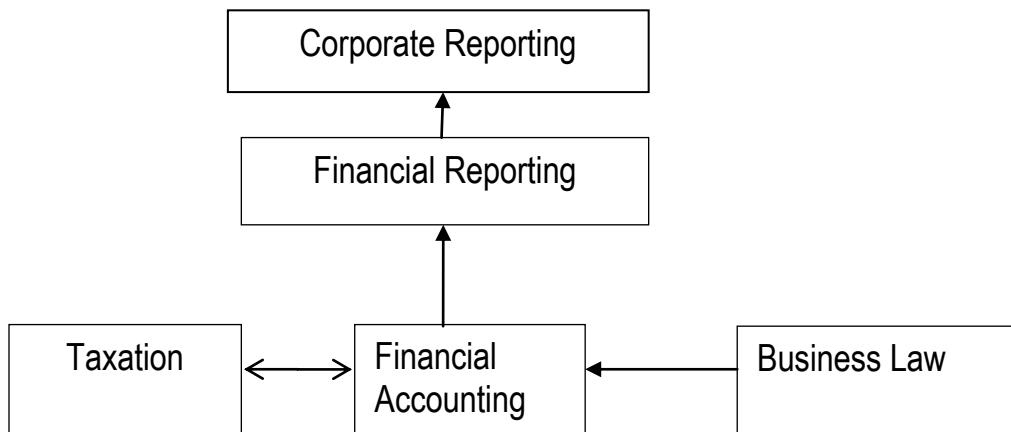 Corporate Reporting
Financial Reporting
Taxation
Financial
Accounting
Business Law